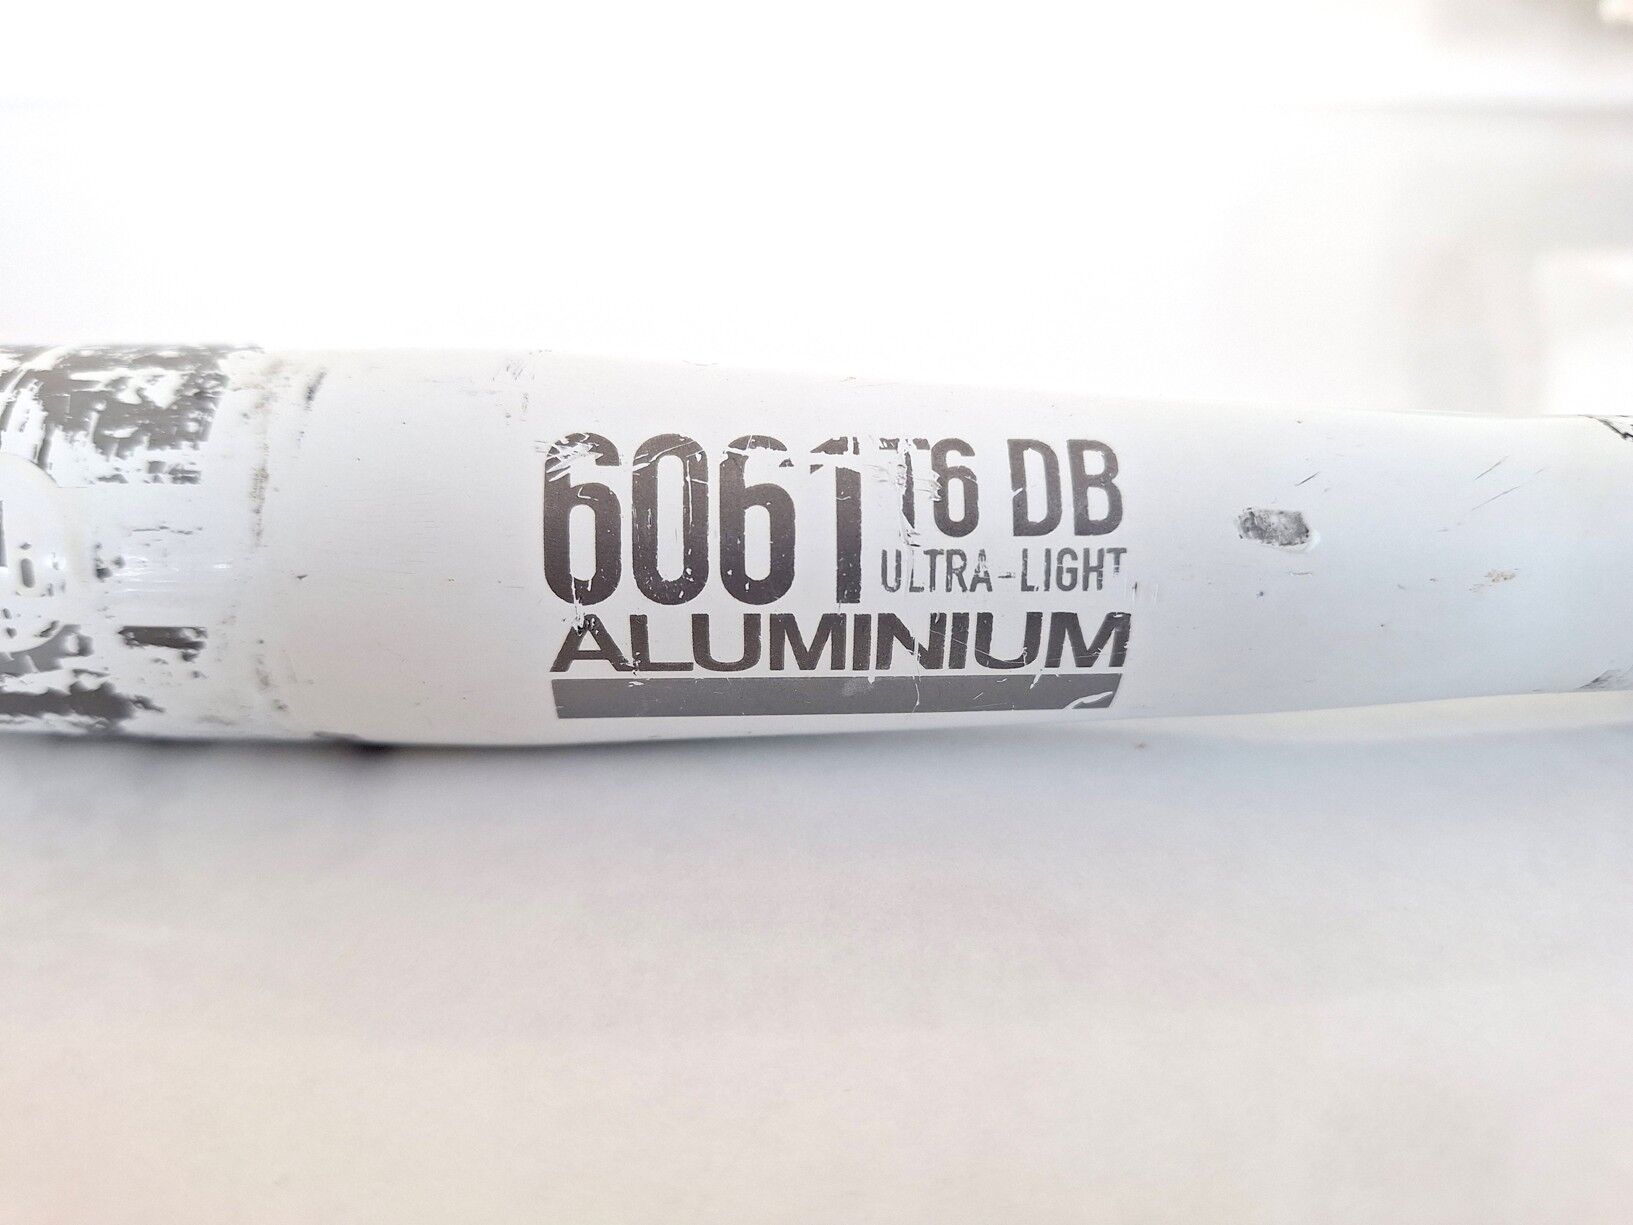 6061 T6 DB
ULTRA-LIGHT
ALUMINIUM